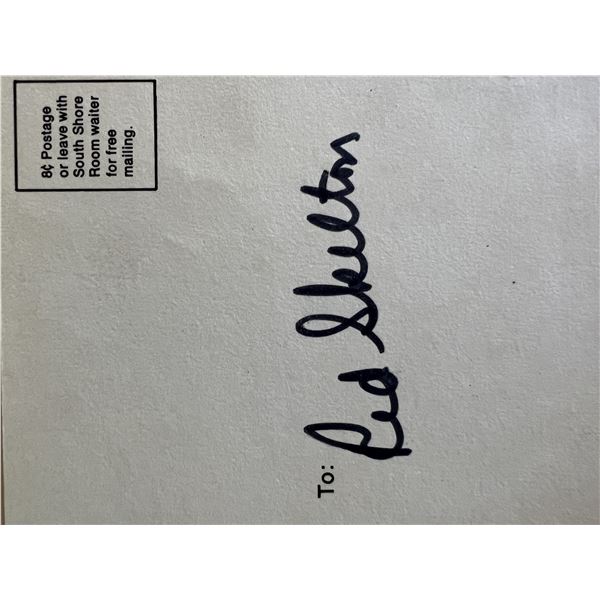 8¢ Postage
or leave with
South Shore
Room waiter
for free
mailing.
To:
Red Skelton